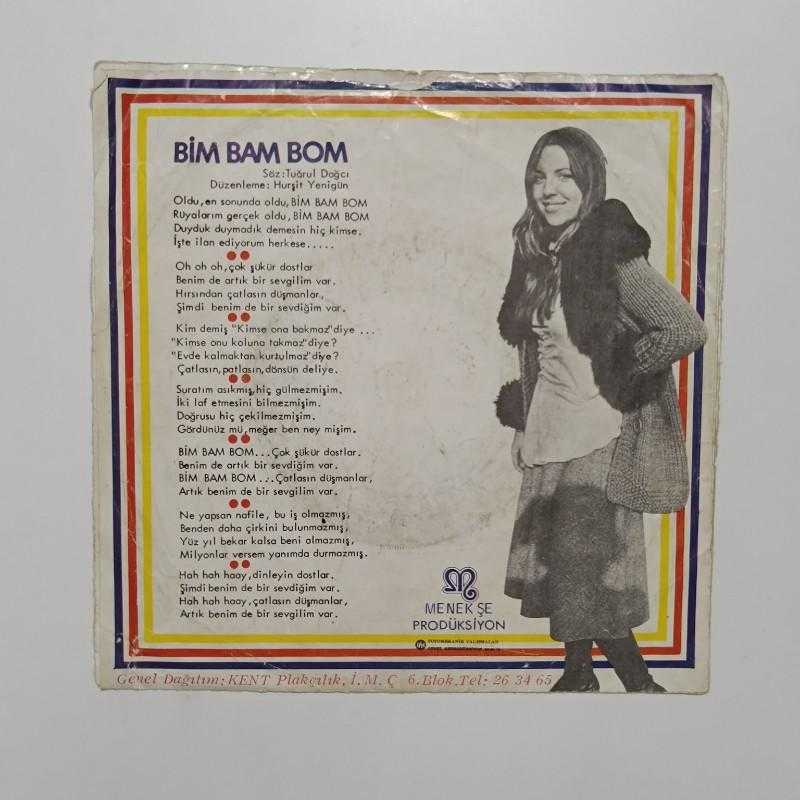 BİM BAM BOM
Söz:Tuğrul Dağcı
Düzenleme: Hurşit Yenigün
Oldu,en sonunda oldu,BİM BAM BOM
Rüyalarım gerçek oldu,BİM BAM BOM
Duyduk duymadık demesin hiç kimse.
İşte ilan ediyorum herkese.....
Oh oh oh,çok şükür dostlar
Benim de artık bir sevgilim var.
Hırsından çatlasın düşmanlar,
Şimdi benim de bir sevdiğim var.
Kim demiş "Kimse ona bakmaz"diye ...
"Kimse onu koluna takmaz"diye?
"Evde kalmaktan kurtulmaz"diye?
Çatlasın,patlasın,dönsün deliye.
Suratım asıkmış,hiç gülmezmişim.
İki laf etmesini bilmezmişim.
Doğrusu hiç çekilmezmişim.
Gördünüz mü,meğer ben ney mişim.
BİM BAM BOM...Çok şükür dostlar.
Benim de artık bir sevdiğim var.
BİM BAM BOM...Çatlasın düşmanlar,
Artık benim de bir sevgilim var.
Ne yapsan nafile, bu iş olmazmış,
Benden daha çirkini bulunmazmış,
Yüz yıl bekar kalsa beni almazmış,
Milyonlar versem yanımda durmazmış.
Hah hah haay,dinleyin dostlar.
Şimdi benim de bir sevdiğim var.
Hah hah haay,çatlasın düşmanlar,
Artık benim de bir sevgilim var.
MENEKŞE
PRODÜKSİYON
Genel Dağıtım:KENT Plakçılık.İ.M.Ç 6.Blok.Tel: 26 34 65